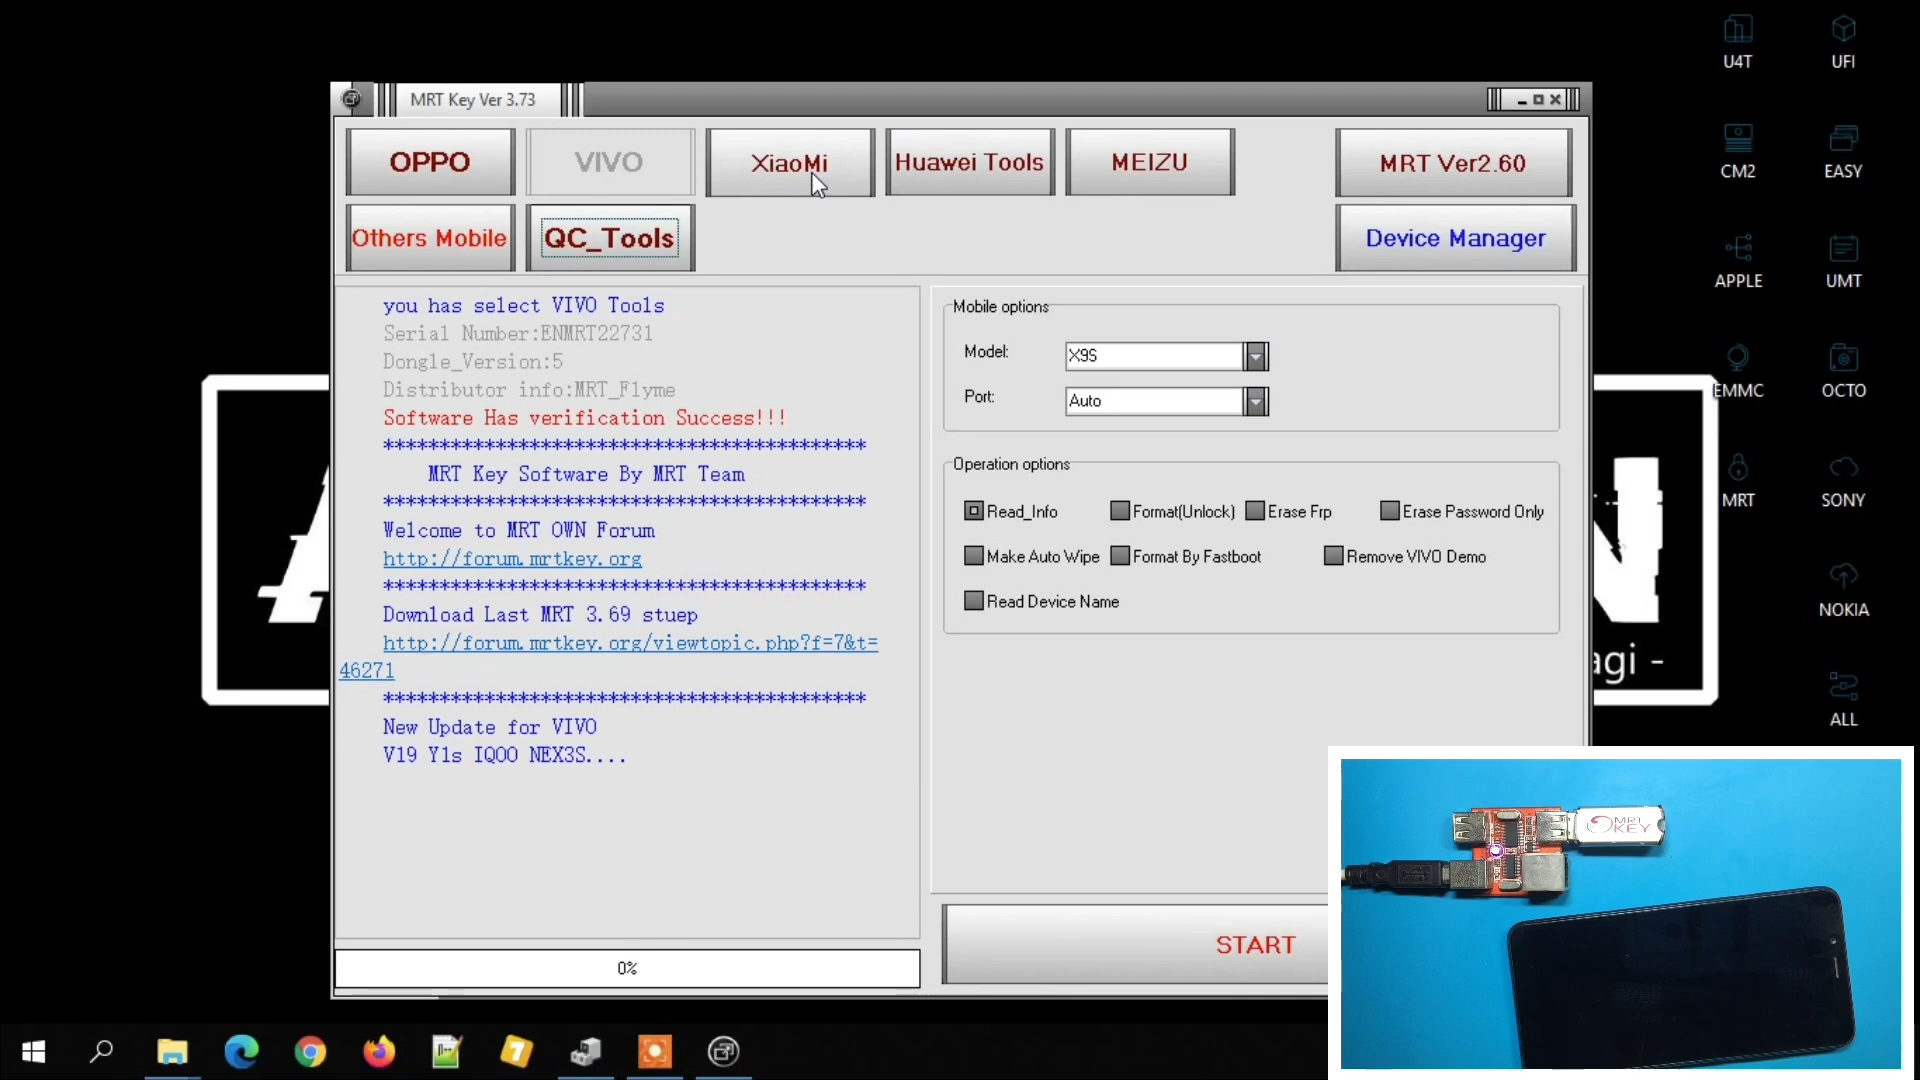 U4T
UFI
MRT Key Ver 3.73
OPPO
VIVO
XiaoMi
Huawei Tools
MEIZU
MRT Ver2.60
CM2
EASY
Others Mobile
QC_Tools
Device Manager
APPLE
UMT
you has select VIVO Tools
Serial Number:ENMRT22731
Dongle_Version:5
Distributor info:MRT_Flyme
Software Has verification Success!!!
*******************************************
MRT Key Software By MRT Team
*******************************************
Welcome to MRT OWN Forum
http://forum.mrtkey.org
*******************************************
Download Last MRT 3.69 stuep
http://forum.mrtkey.org/viewtopic.php?f=7&t=
46271
*******************************************
New Update for VIVO
V19 Y1s IQOO NEX3S....
0%
Mobile options
Model:
X9S
Port:
Auto
Operation options
Read_Info
Format(Unlock)
Erase Frp
Erase Password Only
Make Auto Wipe
Format By Fastboot
Remove VIVO Demo
Read Device Name
START
EMMC
OCTO
MRT
SONY
NOKIA
ALL
agi -
MRT
KEY